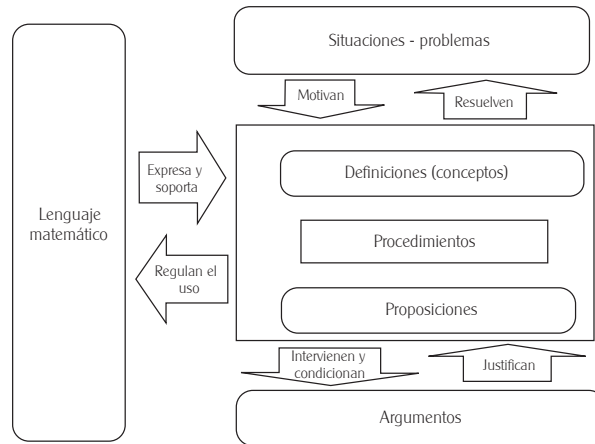 Situaciones - problemas
Motivan
Resuelven
Expresa y
soporta
Definiciones (conceptos)
Lenguaje
matemático
Procedimientos
Regulan el
uso
Proposiciones
Intervienen y
condicionan
Justifican
Argumentos